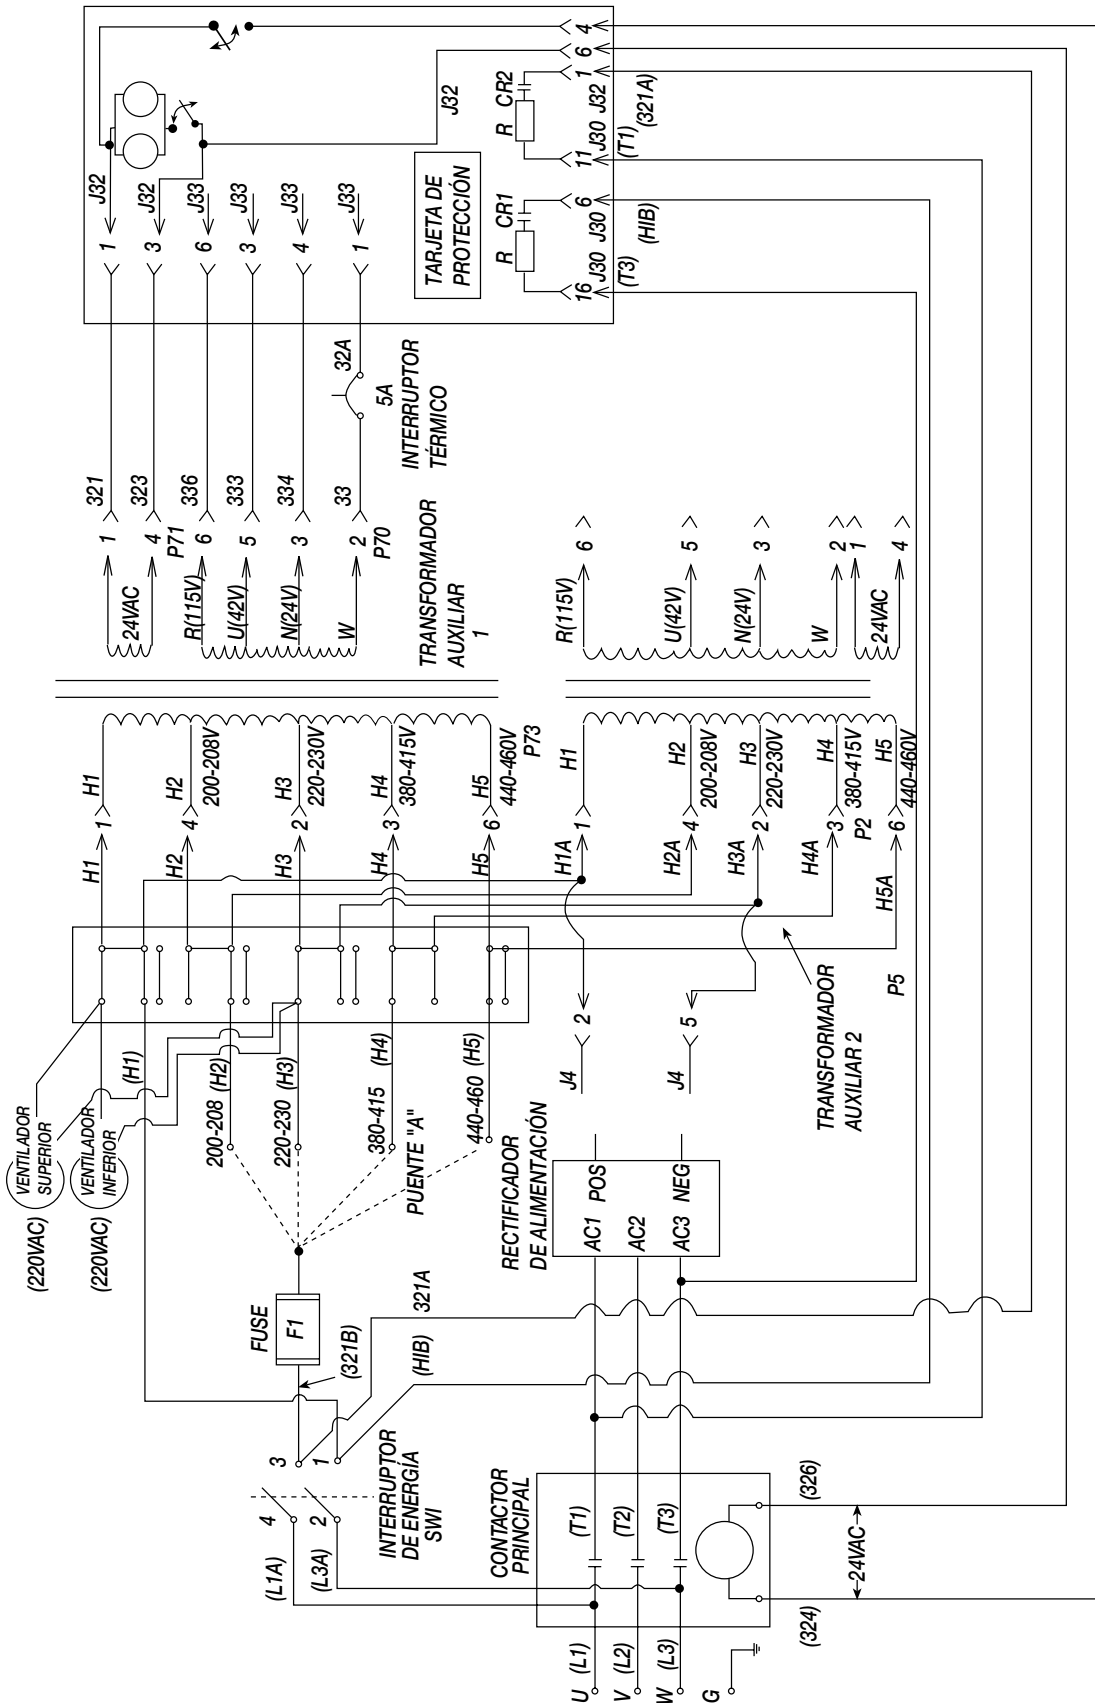 (220VAC)
VENTILADOR
SUPERIOR
(220VAC)
VENTILADOR
INFERIOR
(H1)
200-208 (H2)
220-230 (H3)
380-415 (H4)
440-460 (H5)
PUENTE "A"
FUSE
F1
(321B)
321A
(HIB)
3
1
4
2
INTERRUPTOR
DE ENERGÍA
SWI
(L1A)
(L3A)
CONTACTOR
PRINCIPAL
U (L1)
V (L2)
W (L3)
G
(T1)
(T2)
(T3)
(324)
24VAC
(326)
RECTIFICADOR
DE ALIMENTACIÓN
AC1 POS
AC2
AC3 NEG
J4
2
J4
5
TRANSFORMADOR
AUXILIAR 2
P5
H1 1 H1
H2 4 H2
200-208V
H3 2 H3
220-230V
H4 3 H4
380-415V
H5 6 H5
440-460V
P73
H1A 1 H1
H2A 4 H2
200-208V
H3A 2 H3
220-230V
H4A 3 H4
380-415V
P2
H5A 6 H5
440-460V
24VAC
1 321
4 323
P71
R(115V) 6 336
U(42V) 5 333
N(24V) 3 334
W 2 33
P70
TRANSFORMADOR
AUXILIAR
1
R(115V) 6
U(42V) 5
N(24V) 3
W 2
24VAC
1
4
32A
5A
INTERRUPTOR
TÉRMICO
1 J32
3 J32
6 J33
3 J33
4 J33
1 J33
TARJETA DE
PROTECCIÓN
J32
R CR1
16 J30 J30 6
(T3) (HIB)
R CR2
11 J30 J32 1
(T1) (321A)
6
4